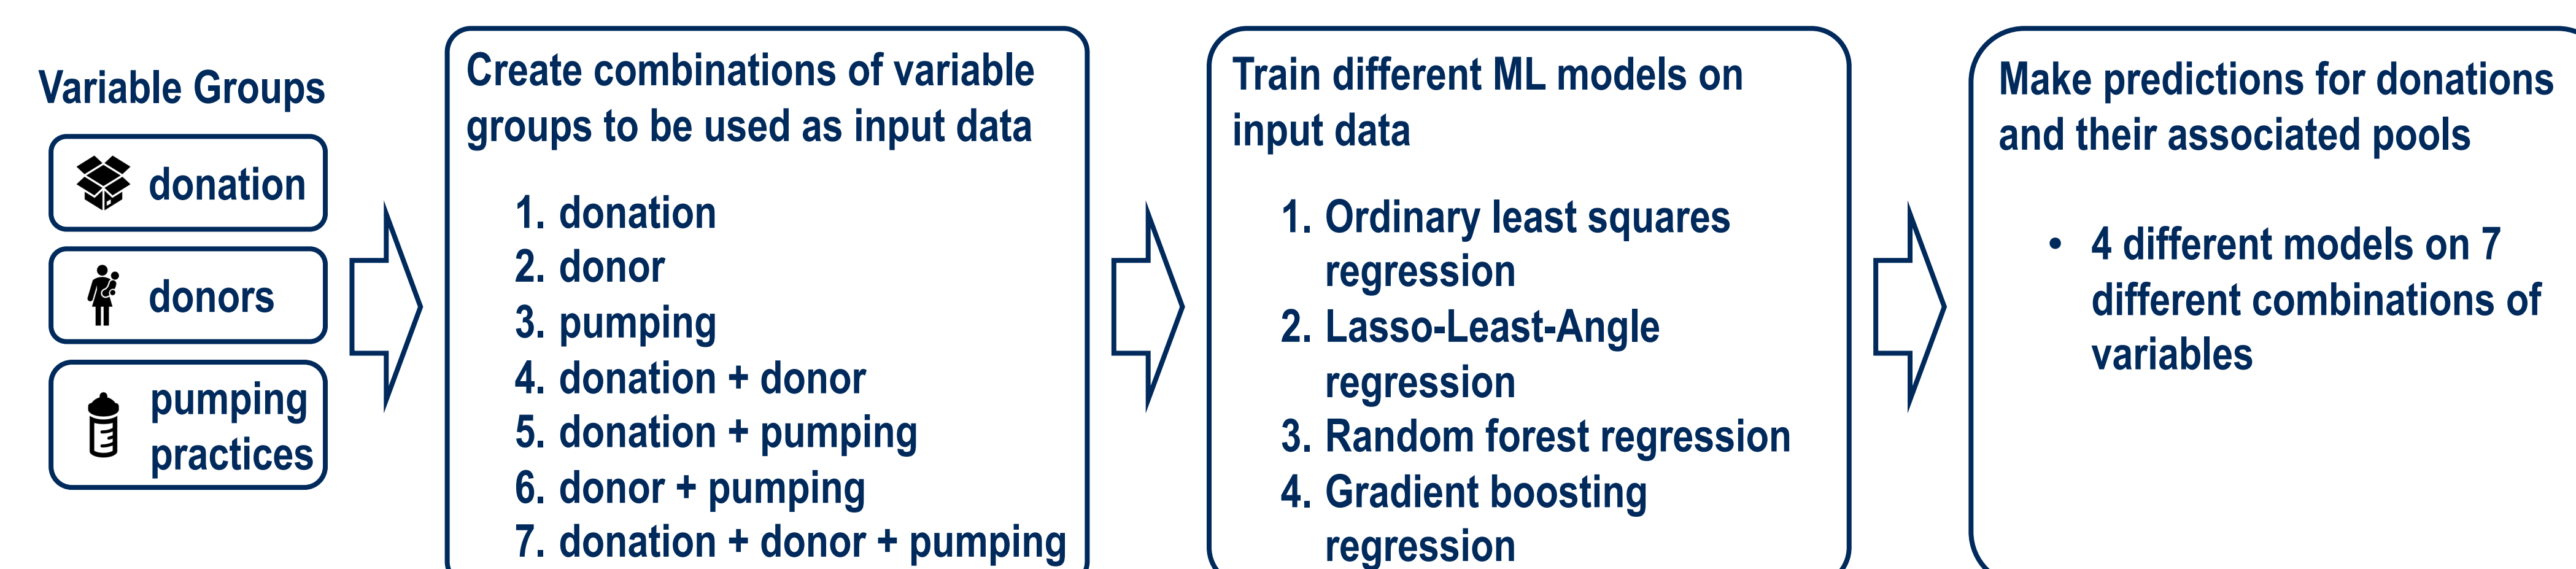 Variable Groups
donation
donors
pumping
practices
Create combinations of variable
groups to be used as input data
1. donation
2. donor
3. pumping
4. donation + donor
5. donation + pumping
6. donor + pumping
7. donation + donor + pumping
Train different ML models on
input data
1. Ordinary least squares
regression
2. Lasso-Least-Angle
regression
3. Random forest regression
4. Gradient boosting
regression
Make predictions for donations
and their associated pools
• 4 different models on 7
different combinations of
variables